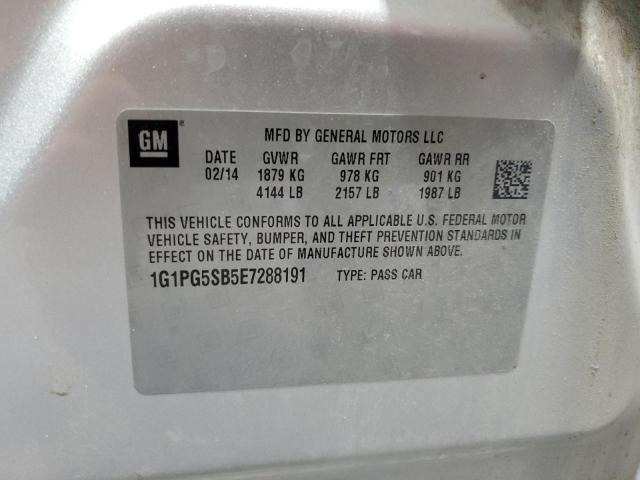 GM ®
MFD BY GENERAL MOTORS LLC
DATE GVWR GAWR FRT GAWR RR
02/14 1879 KG 978 KG 901 KG
4144 LB 2157 LB 1987 LB
THIS VEHICLE CONFORMS TO ALL APPLICABLE U.S. FEDERAL MOTOR
VEHICLE SAFETY, BUMPER, AND THEFT PREVENTION STANDARDS IN
EFFECT ON THE DATE OF MANUFACTURE SHOWN ABOVE.
1G1PG5SB5E7288191 TYPE: PASS CAR